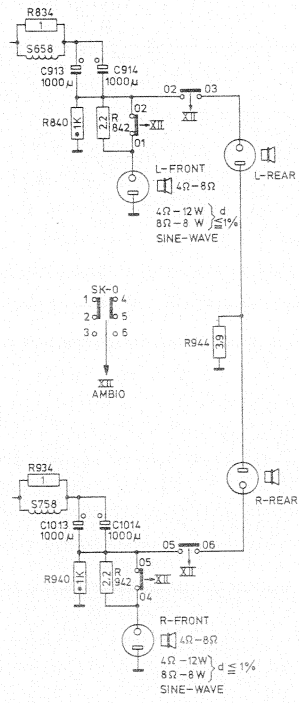 R834
1
S658
C913 C914
1000µ 1000µ
02 03
R840 1K 2.2 R 842
02
XII
01
XII
L-FRONT
4Ω-8Ω
L-REAR
4Ω-12W
8Ω-8 W } d ≦1%
SINE-WAVE
SK-0
1 4
2 5
3 6
XII
AMBIO
R944 3.9
R934
1
S758
R-REAR
C1013 C1014
1000µ 1000µ
05 06
R940 1K 2.2 R 942
05
XII
04
XII
R-FRONT
4Ω-8Ω
4Ω-12W
8Ω-8W } d ≦1%
SINE-WAVE